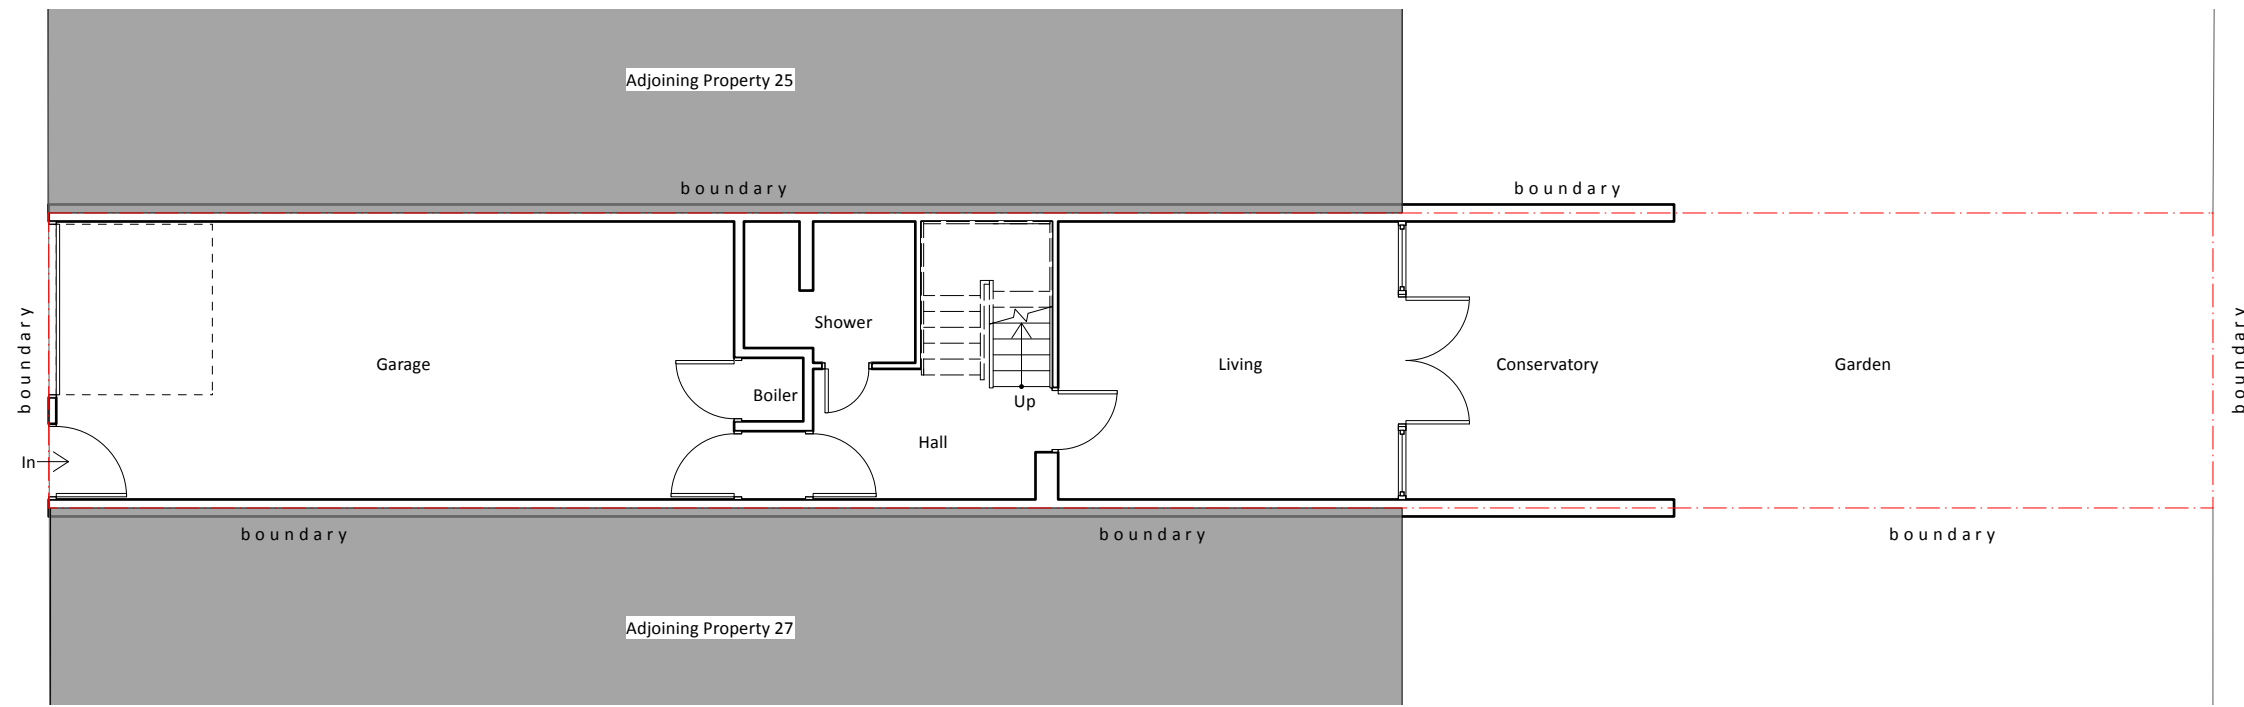 Adjoining Property 25
boundary
boundary
boundary
Shower
Garage
Boiler
Up
Living
Conservatory
Garden
boundary
Hall
In
boundary
boundary
boundary
Adjoining Property 27